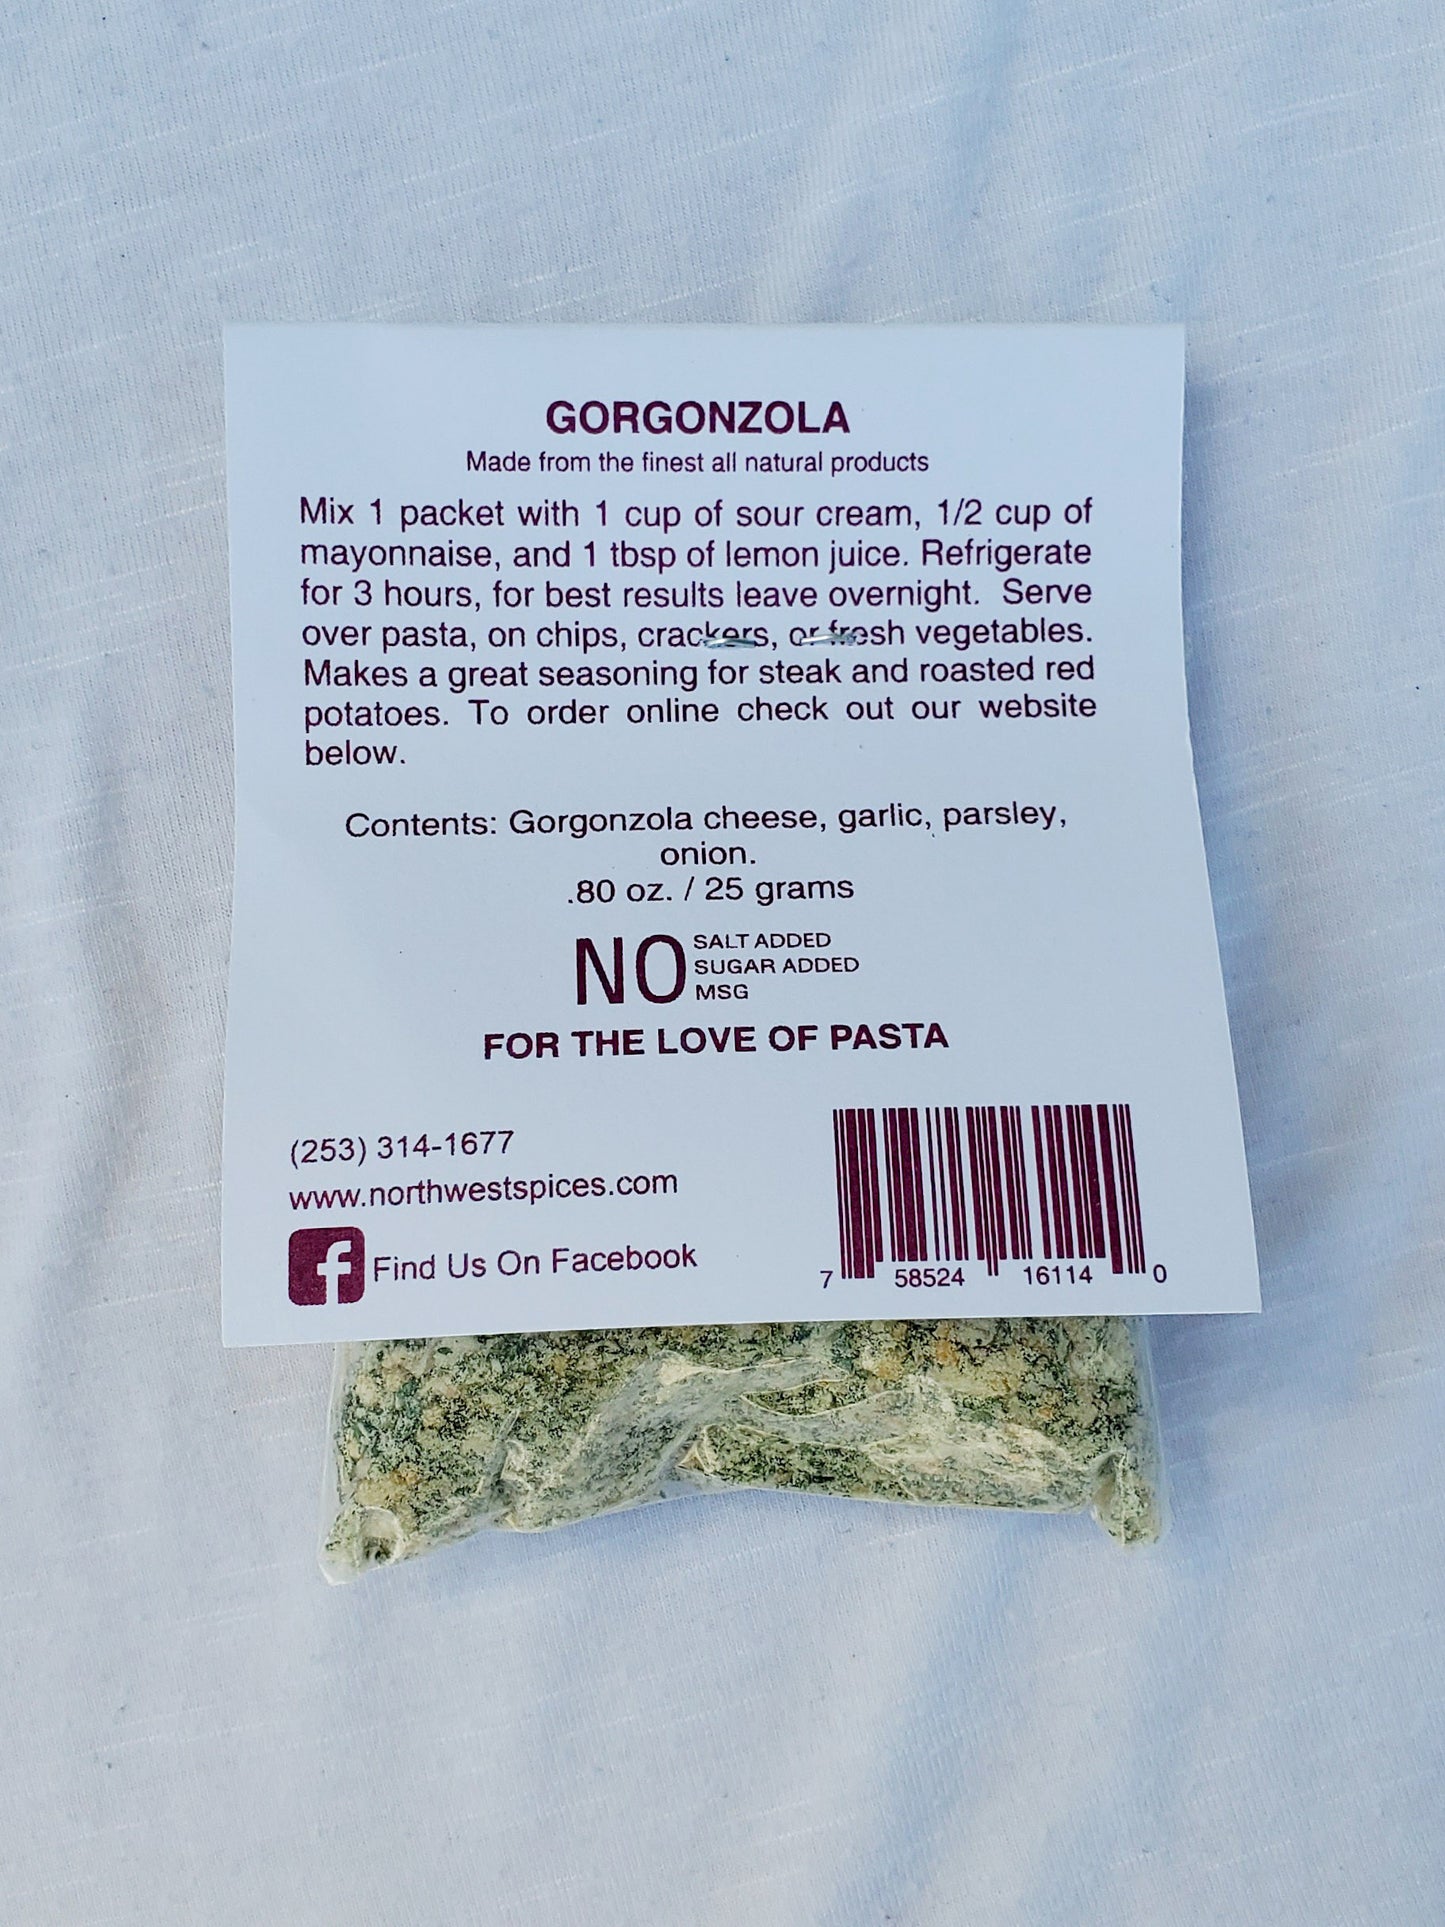 GORGONZOLA
Made from the finest all natural products
Mix 1 packet with 1 cup of sour cream, 1/2 cup of
mayonnaise, and 1 tbsp of lemon juice. Refrigerate
for 3 hours, for best results leave overnight. Serve
over pasta, on chips, crackers, or fresh vegetables.
Makes a great seasoning for steak and roasted red
potatoes. To order online check out our website
below.
Contents: Gorgonzola cheese, garlic, parsley,
onion.
.80 oz. / 25 grams
NO SALT ADDED
SUGAR ADDED
MSG
FOR THE LOVE OF PASTA
(253) 314-1677
www.northwestspices.com
f Find Us On Facebook
7 58524 16114 0